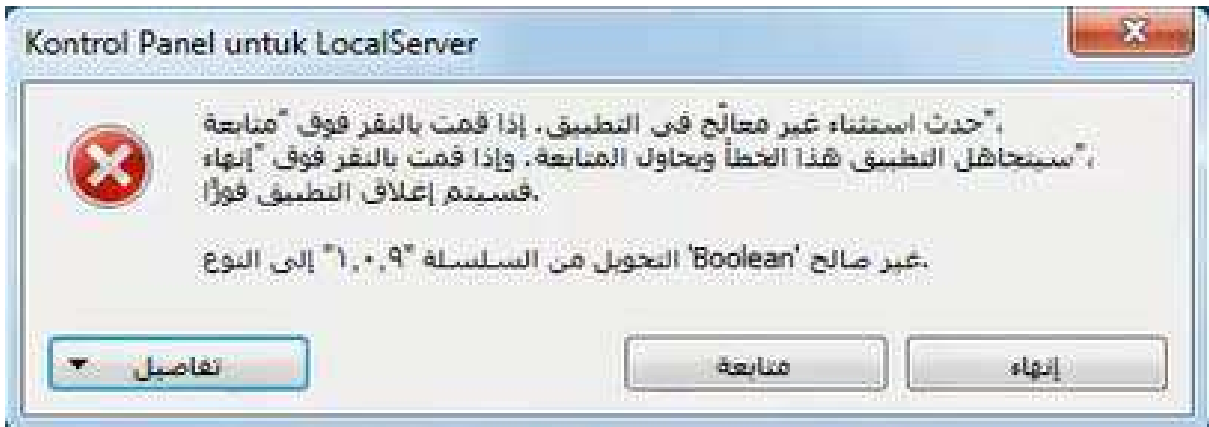 Kontrol Panel untuk LocalServer
حدث استثناء غير معالَج في التطبيق. إذا قمت بالنقر فوق "متابعة"،
سيتجاهل التطبيق هذا الخطأ ويحاول المتابعة. وإذا قمت بالنقر فوق "إنهاء"،
فسيتم إغلاق التطبيق فورًا.
التحويل من السلسلة "١,٠,٩" إلى النوع 'Boolean' غير صالح.
تفاصيل
متابعة
إنهاء